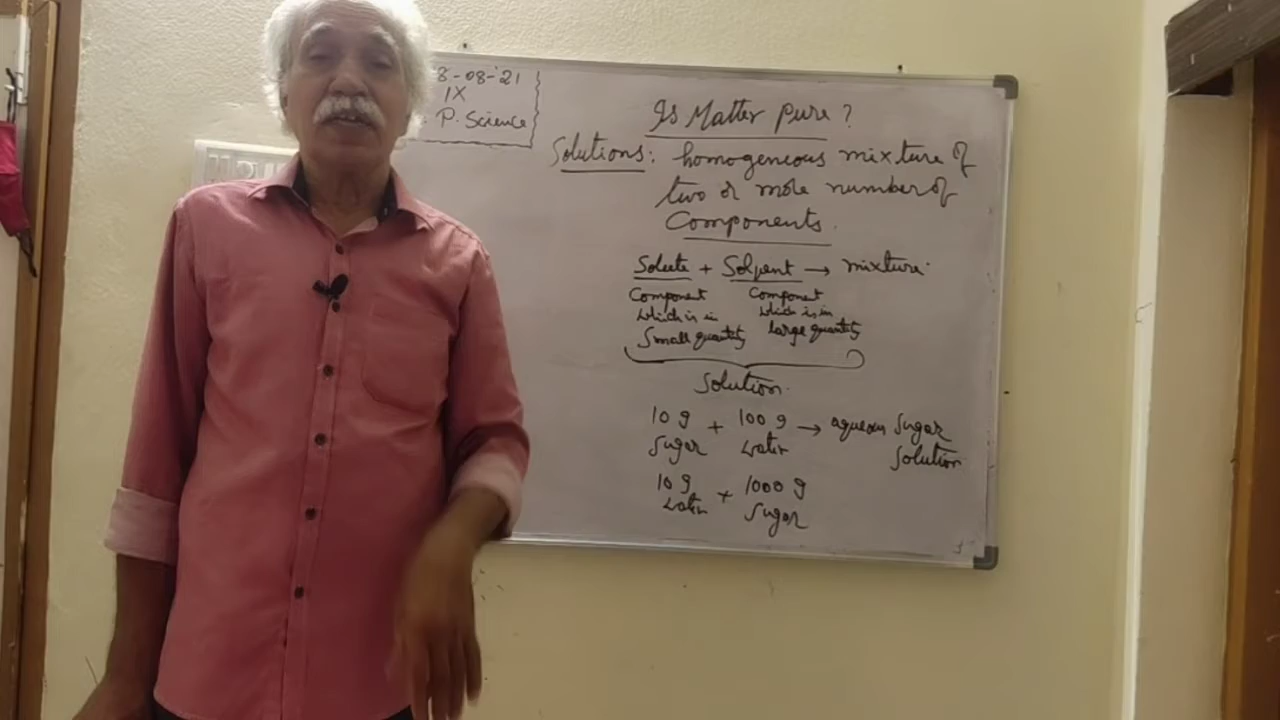 8-08-'21
IX
P. Science
Is Matter pure?
Solutions: homogeneous mixture of
two or more number of
Components.
Solute + Solvent → mixture.
Component which is in small quantity
Component which is in large quantity
Solution.
10 g sugar + 100 g water → aqueous sugar solution
10 g water + 1000 g sugar